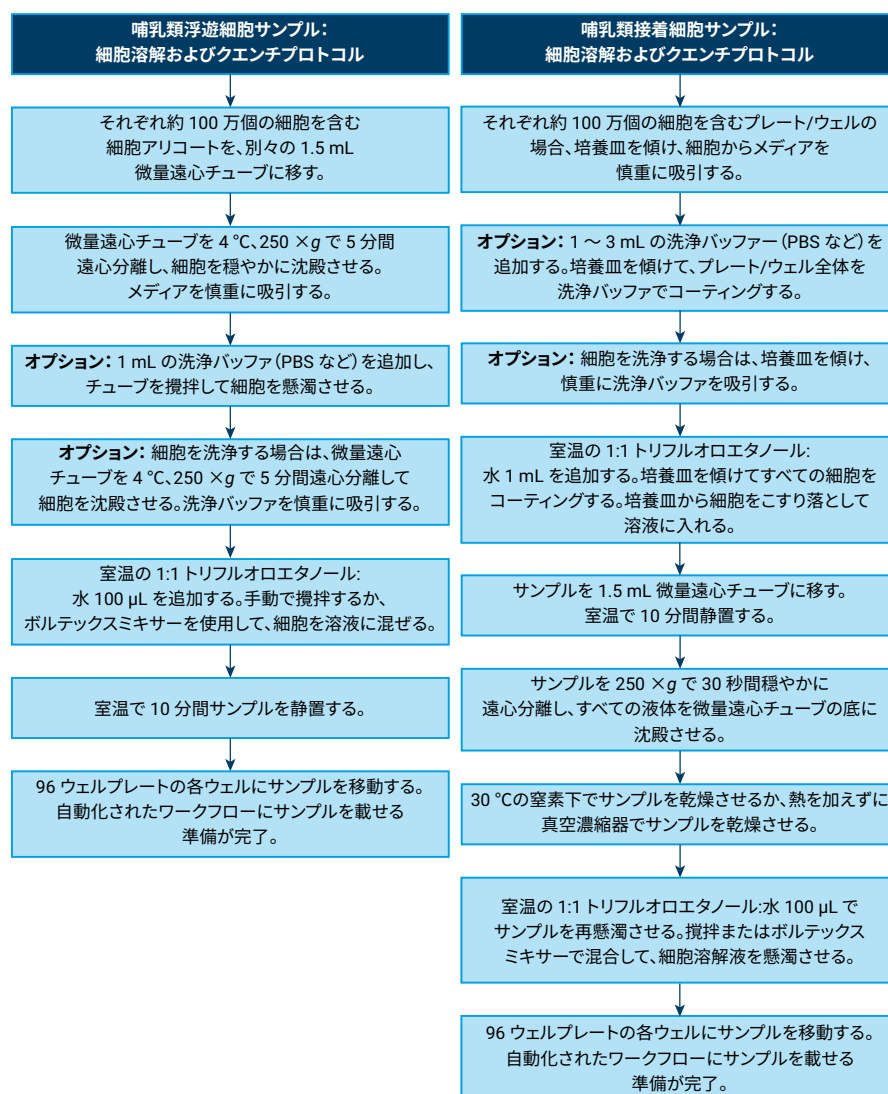 哺乳類浮遊細胞サンプル：
細胞溶解およびクエンチプロトコル
それぞれ約 100 万個の細胞を含む
細胞アリコートを、別々の 1.5 mL
微量遠心チューブに移す。
微量遠心チューブを 4 °C、250 ×g で 5 分間
遠心分離し、細胞を穏やかに沈殿させる。
メディアを慎重に吸引する。
オプション： 1 mL の洗浄バッファ（PBS など）を追加し、
チューブを攪拌して細胞を懸濁させる。
オプション： 細胞を洗浄する場合は、微量遠心
チューブを 4 °C、250 ×g で 5 分間遠心分離して
細胞を沈殿させる。洗浄バッファを慎重に吸引する。
室温の 1:1 トリフルオロエタノール:
水 100 µL を追加する。手動で攪拌するか、
ボルテックスミキサーを使用して、細胞を溶液に混ぜる。
室温で 10 分間サンプルを静置する。
96 ウェルプレートの各ウェルにサンプルを移動する。
自動化されたワークフローにサンプルを載せる
準備が完了。
哺乳類接着細胞サンプル：
細胞溶解およびクエンチプロトコル
それぞれ約 100 万個の細胞を含むプレート/ウェルの
場合、培養皿を傾け、細胞からメディアを
慎重に吸引する。
オプション： 1 ～ 3 mL の洗浄バッファー（PBS など）を
追加する。培養皿を傾けて、プレート/ウェル全体を
洗浄バッファでコーティングする。
オプション： 細胞を洗浄する場合は、培養皿を傾け、
慎重に洗浄バッファを吸引する。
室温の 1:1 トリフルオロエタノール:
水 1 mL を追加する。培養皿を傾けてすべての細胞を
コーティングする。培養皿から細胞をこすり落として
溶液に入れる。
サンプルを 1.5 mL 微量遠心チューブに移す。
室温で 10 分間静置する。
サンプルを 250 ×g で 30 秒間穏やかに
遠心分離し、すべての液体を微量遠心チューブの底に
沈殿させる。
30 °Cの窒素下でサンプルを乾燥させるか、熱を加えずに
真空濃縮器でサンプルを乾燥させる。
室温の 1:1 トリフルオロエタノール:水 100 µL で
サンプルを再懸濁させる。攪拌またはボルテックス
ミキサーで混合して、細胞溶解液を懸濁させる。
96 ウェルプレートの各ウェルにサンプルを移動する。
自動化されたワークフローにサンプルを載せる
準備が完了。